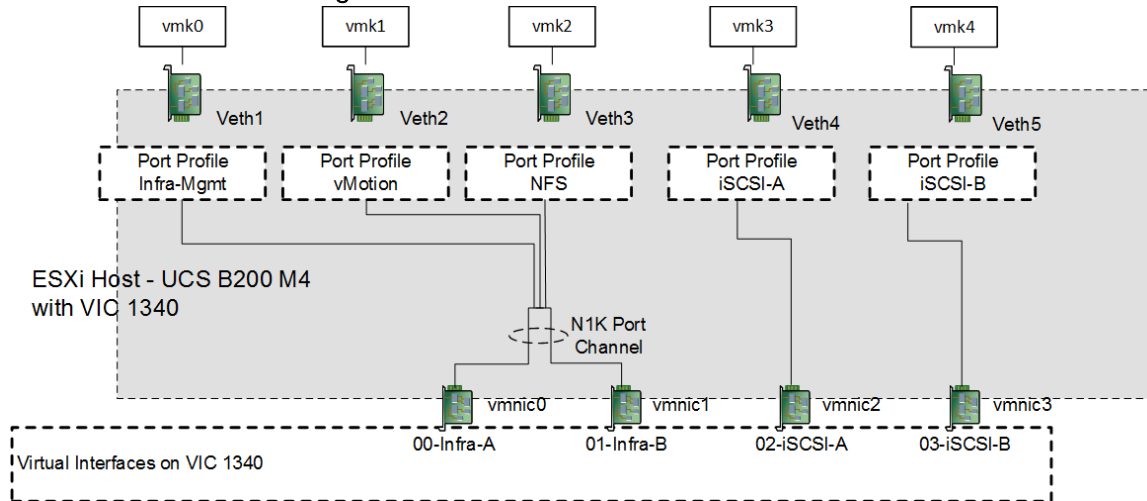 vmk0 vmk1 vmk2 vmk3 vmk4
Veth1 Veth2 Veth3 Veth4 Veth5
Port Profile
Infra-Mgmt
Port Profile
vMotion
Port Profile
NFS
Port Profile
iSCSI-A
Port Profile
iSCSI-B
ESXi Host - UCS B200 M4
with VIC 1340
N1K Port
Channel
vmnic0 vmnic1 vmnic2 vmnic3
00-Infra-A 01-Infra-B 02-iSCSI-A 03-iSCSI-B
Virtual Interfaces on VIC 1340